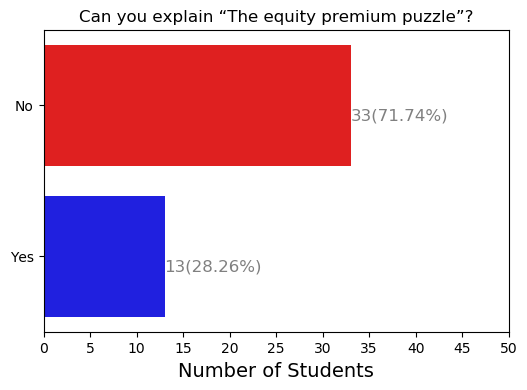 Can you explain “The equity premium puzzle”?
No
33(71.74%)
Yes
13(28.26%)
0 5 10 15 20 25 30 35 40 45 50
Number of Students